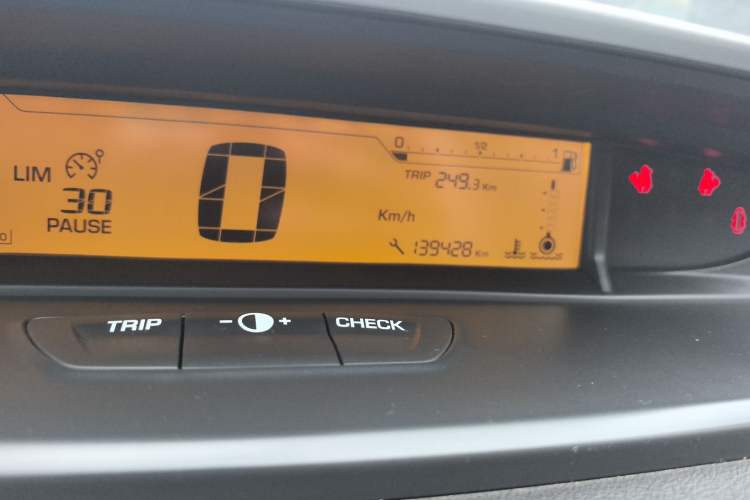 0 1/2 1
LIM
TRIP 249.3 Km
30
0
PAUSE
Km/h
139428 Km
TRIP - + CHECK